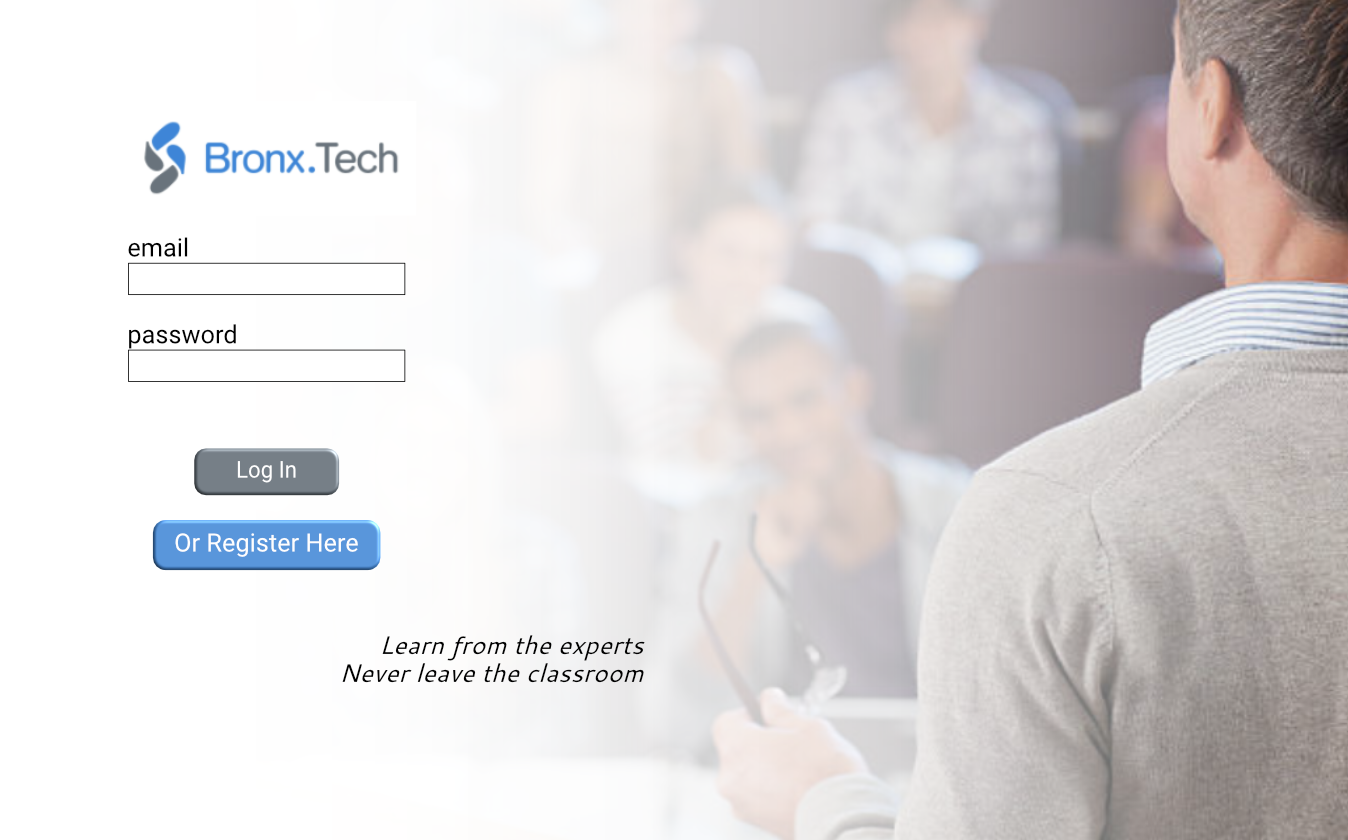 Bronx.Tech
email
password
Log In
Or Register Here
Learn from the experts
Never leave the classroom